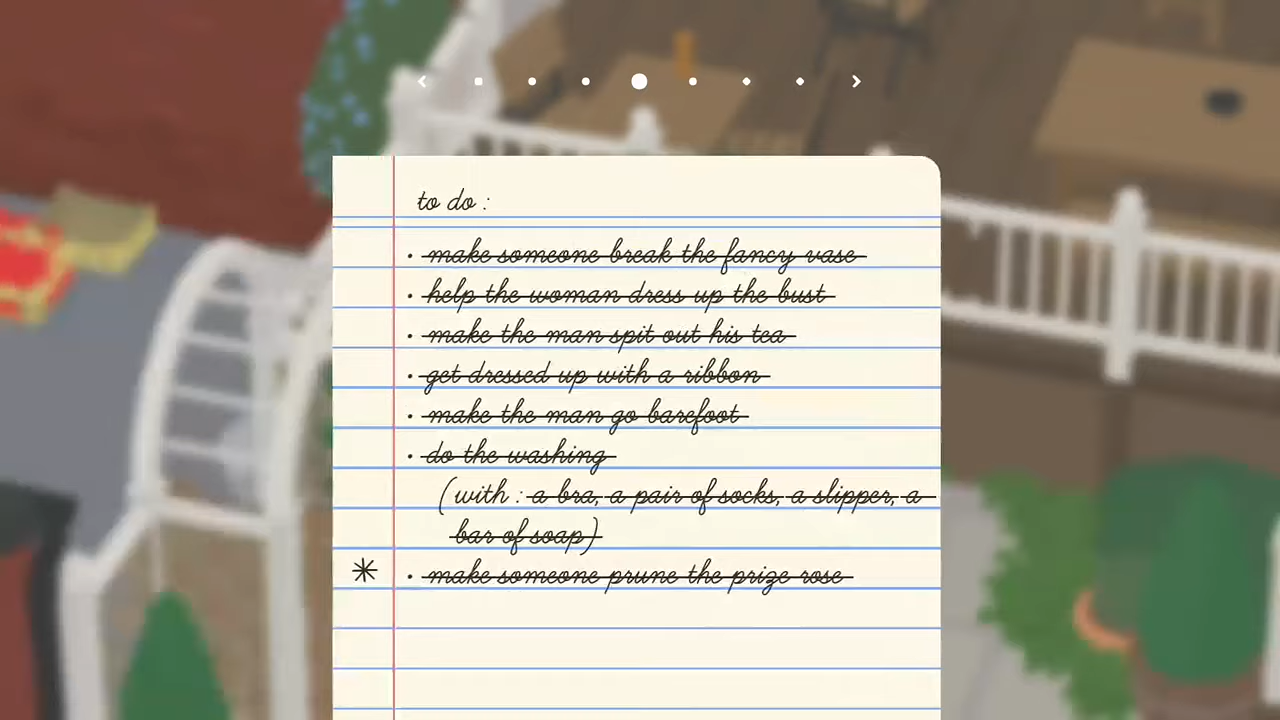 to do :
• make someone break the fancy vase
• help the woman dress up the bust
• make the man spit out his tea
• get dressed up with a ribbon
• make the man go barefoot
• do the washing
(with : a bra, a pair of socks, a slipper, a
bar of soap)
• make someone prune the prize rose